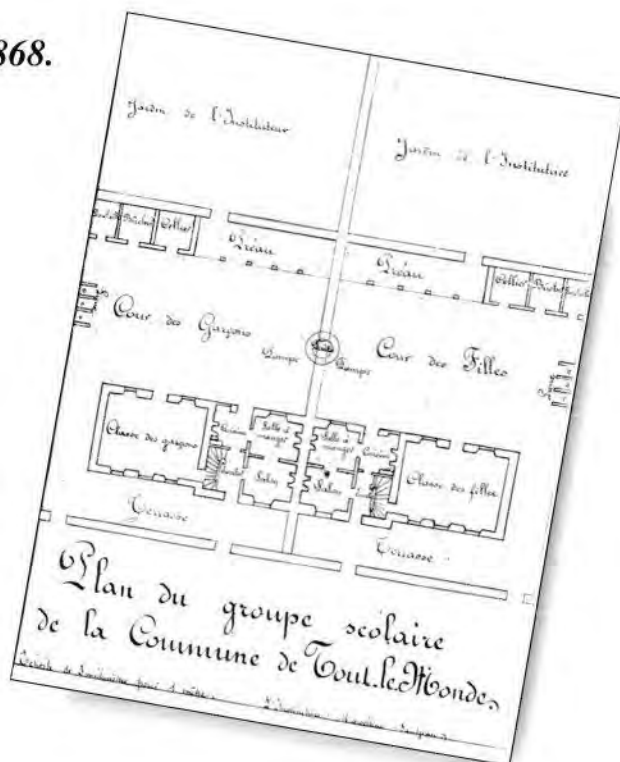 868.
Jardin de l'Instituteur
Jardin de l'Institutrice
Bûcher Cellier
Préau
Préau
Cellier Bûcher
Cour des Garçons
Cour des Filles
Puits
Pompe Pompe
Classe des garçons
Cuisine
Salle à manger
Salle à manger
Cuisine
Classe des filles
Salon
Salon
Terrasse
Terrasse
Plan du groupe scolaire
de la Commune de Tout-le-Monde